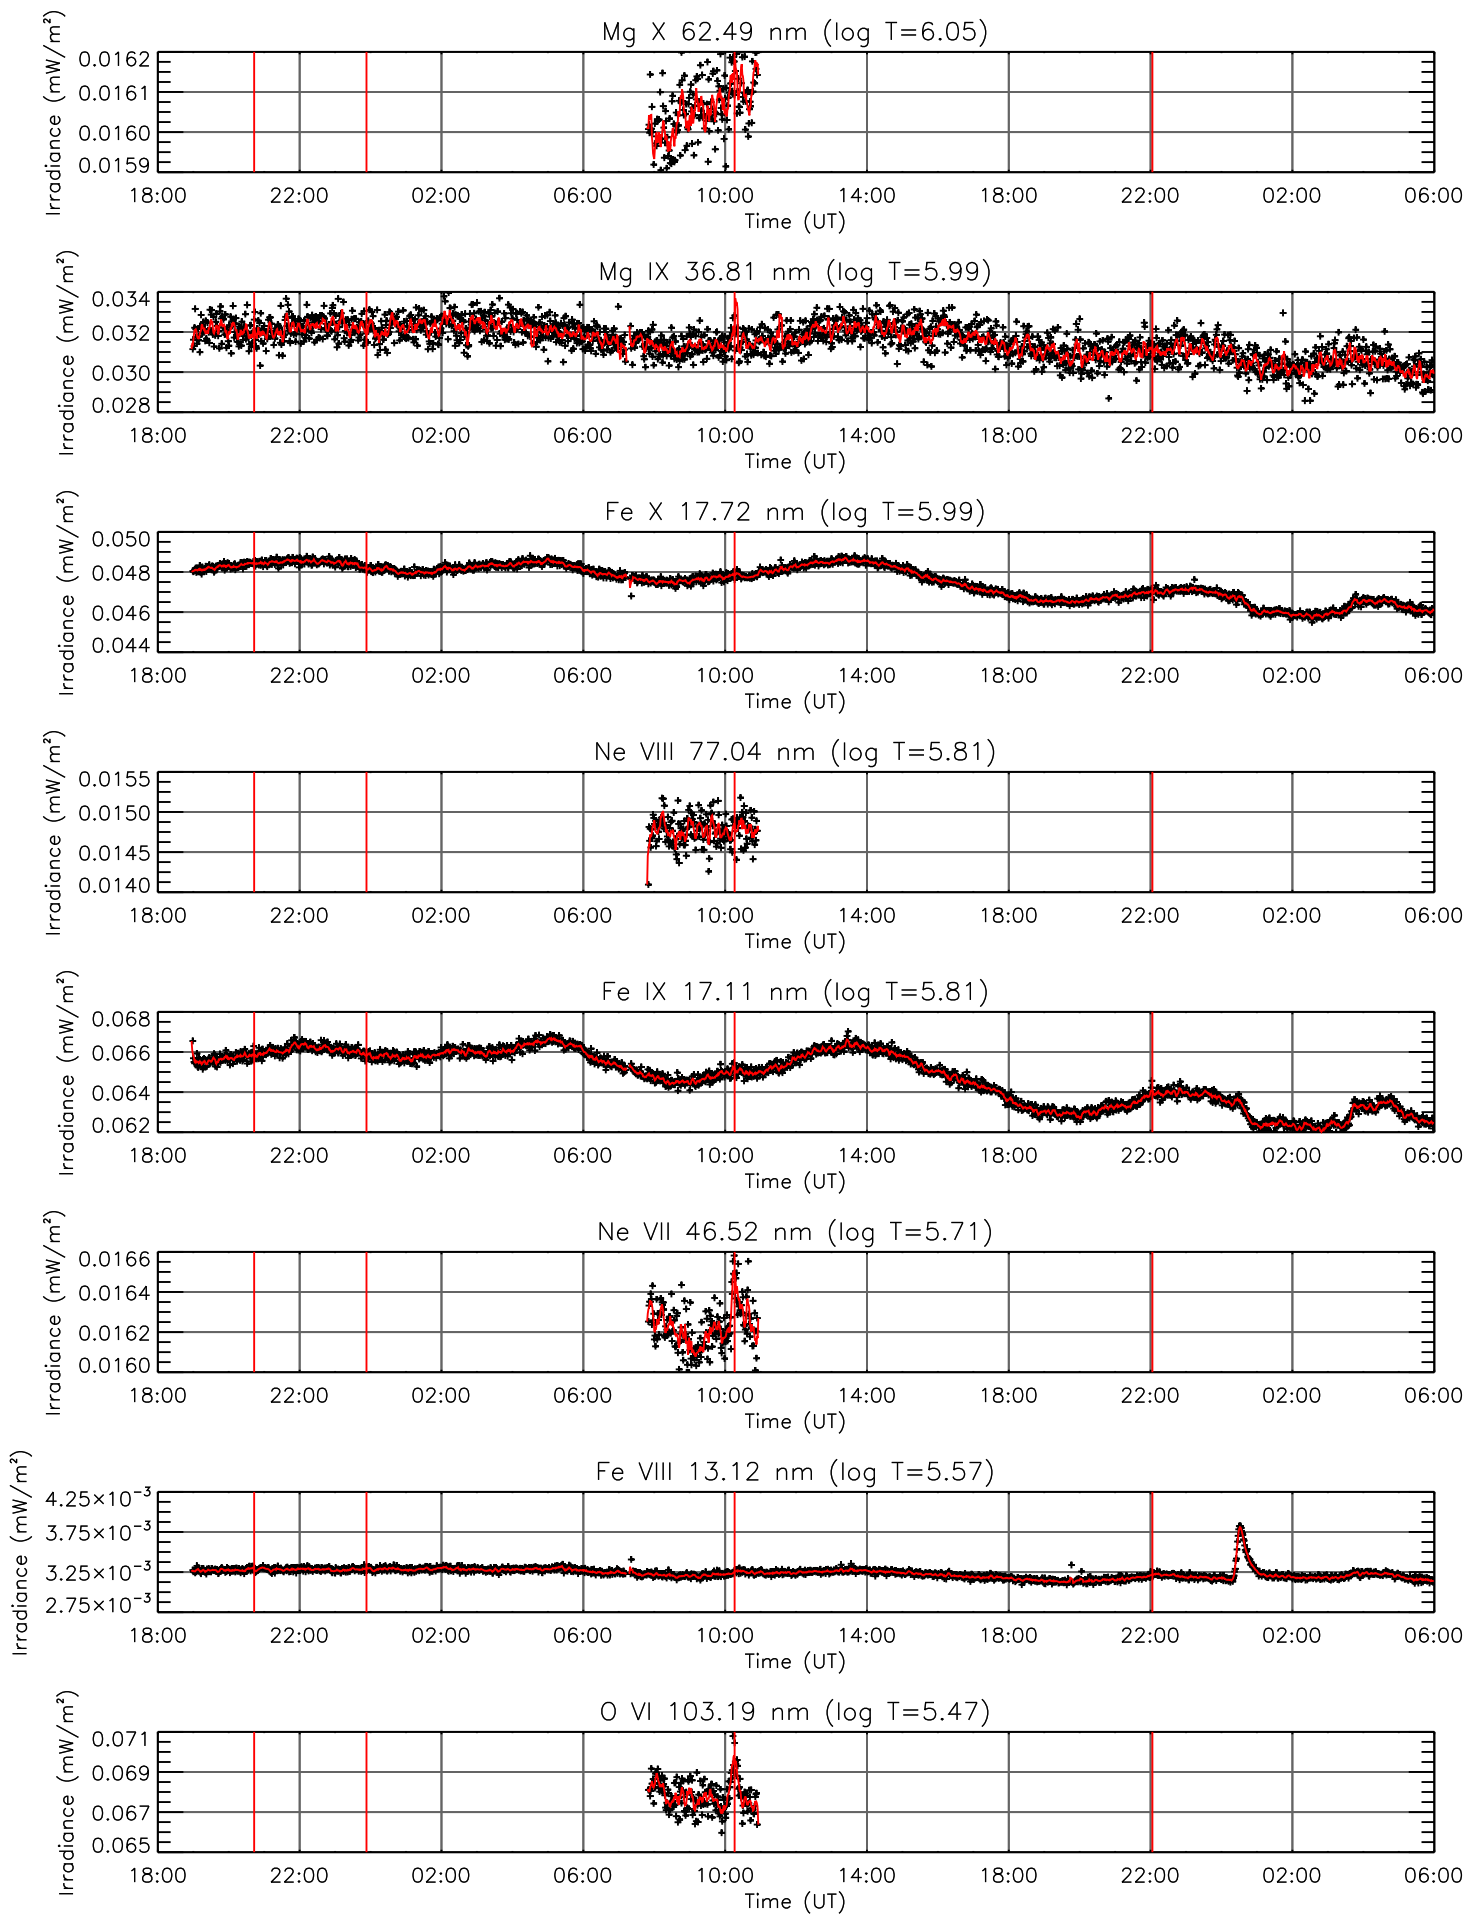 Mg X 62.49 nm (log T=6.05)
Irradiance (mW/m²)
0.0162
0.0161
0.0160
0.0159
18:00 22:00 02:00 06:00 10:00 14:00 18:00 22:00 02:00 06:00
Time (UT)
Mg IX 36.81 nm (log T=5.99)
Irradiance (mW/m²)
0.034
0.032
0.030
0.028
18:00 22:00 02:00 06:00 10:00 14:00 18:00 22:00 02:00 06:00
Time (UT)
Fe X 17.72 nm (log T=5.99)
Irradiance (mW/m²)
0.050
0.048
0.046
0.044
18:00 22:00 02:00 06:00 10:00 14:00 18:00 22:00 02:00 06:00
Time (UT)
Ne VIII 77.04 nm (log T=5.81)
Irradiance (mW/m²)
0.0155
0.0150
0.0145
0.0140
18:00 22:00 02:00 06:00 10:00 14:00 18:00 22:00 02:00 06:00
Time (UT)
Fe IX 17.11 nm (log T=5.81)
Irradiance (mW/m²)
0.068
0.066
0.064
0.062
18:00 22:00 02:00 06:00 10:00 14:00 18:00 22:00 02:00 06:00
Time (UT)
Ne VII 46.52 nm (log T=5.71)
Irradiance (mW/m²)
0.0166
0.0164
0.0162
0.0160
18:00 22:00 02:00 06:00 10:00 14:00 18:00 22:00 02:00 06:00
Time (UT)
Fe VIII 13.12 nm (log T=5.57)
Irradiance (mW/m²)
4.25×10⁻³
3.75×10⁻³
3.25×10⁻³
2.75×10⁻³
18:00 22:00 02:00 06:00 10:00 14:00 18:00 22:00 02:00 06:00
Time (UT)
O VI 103.19 nm (log T=5.47)
Irradiance (mW/m²)
0.071
0.069
0.067
0.065
18:00 22:00 02:00 06:00 10:00 14:00 18:00 22:00 02:00 06:00
Time (UT)